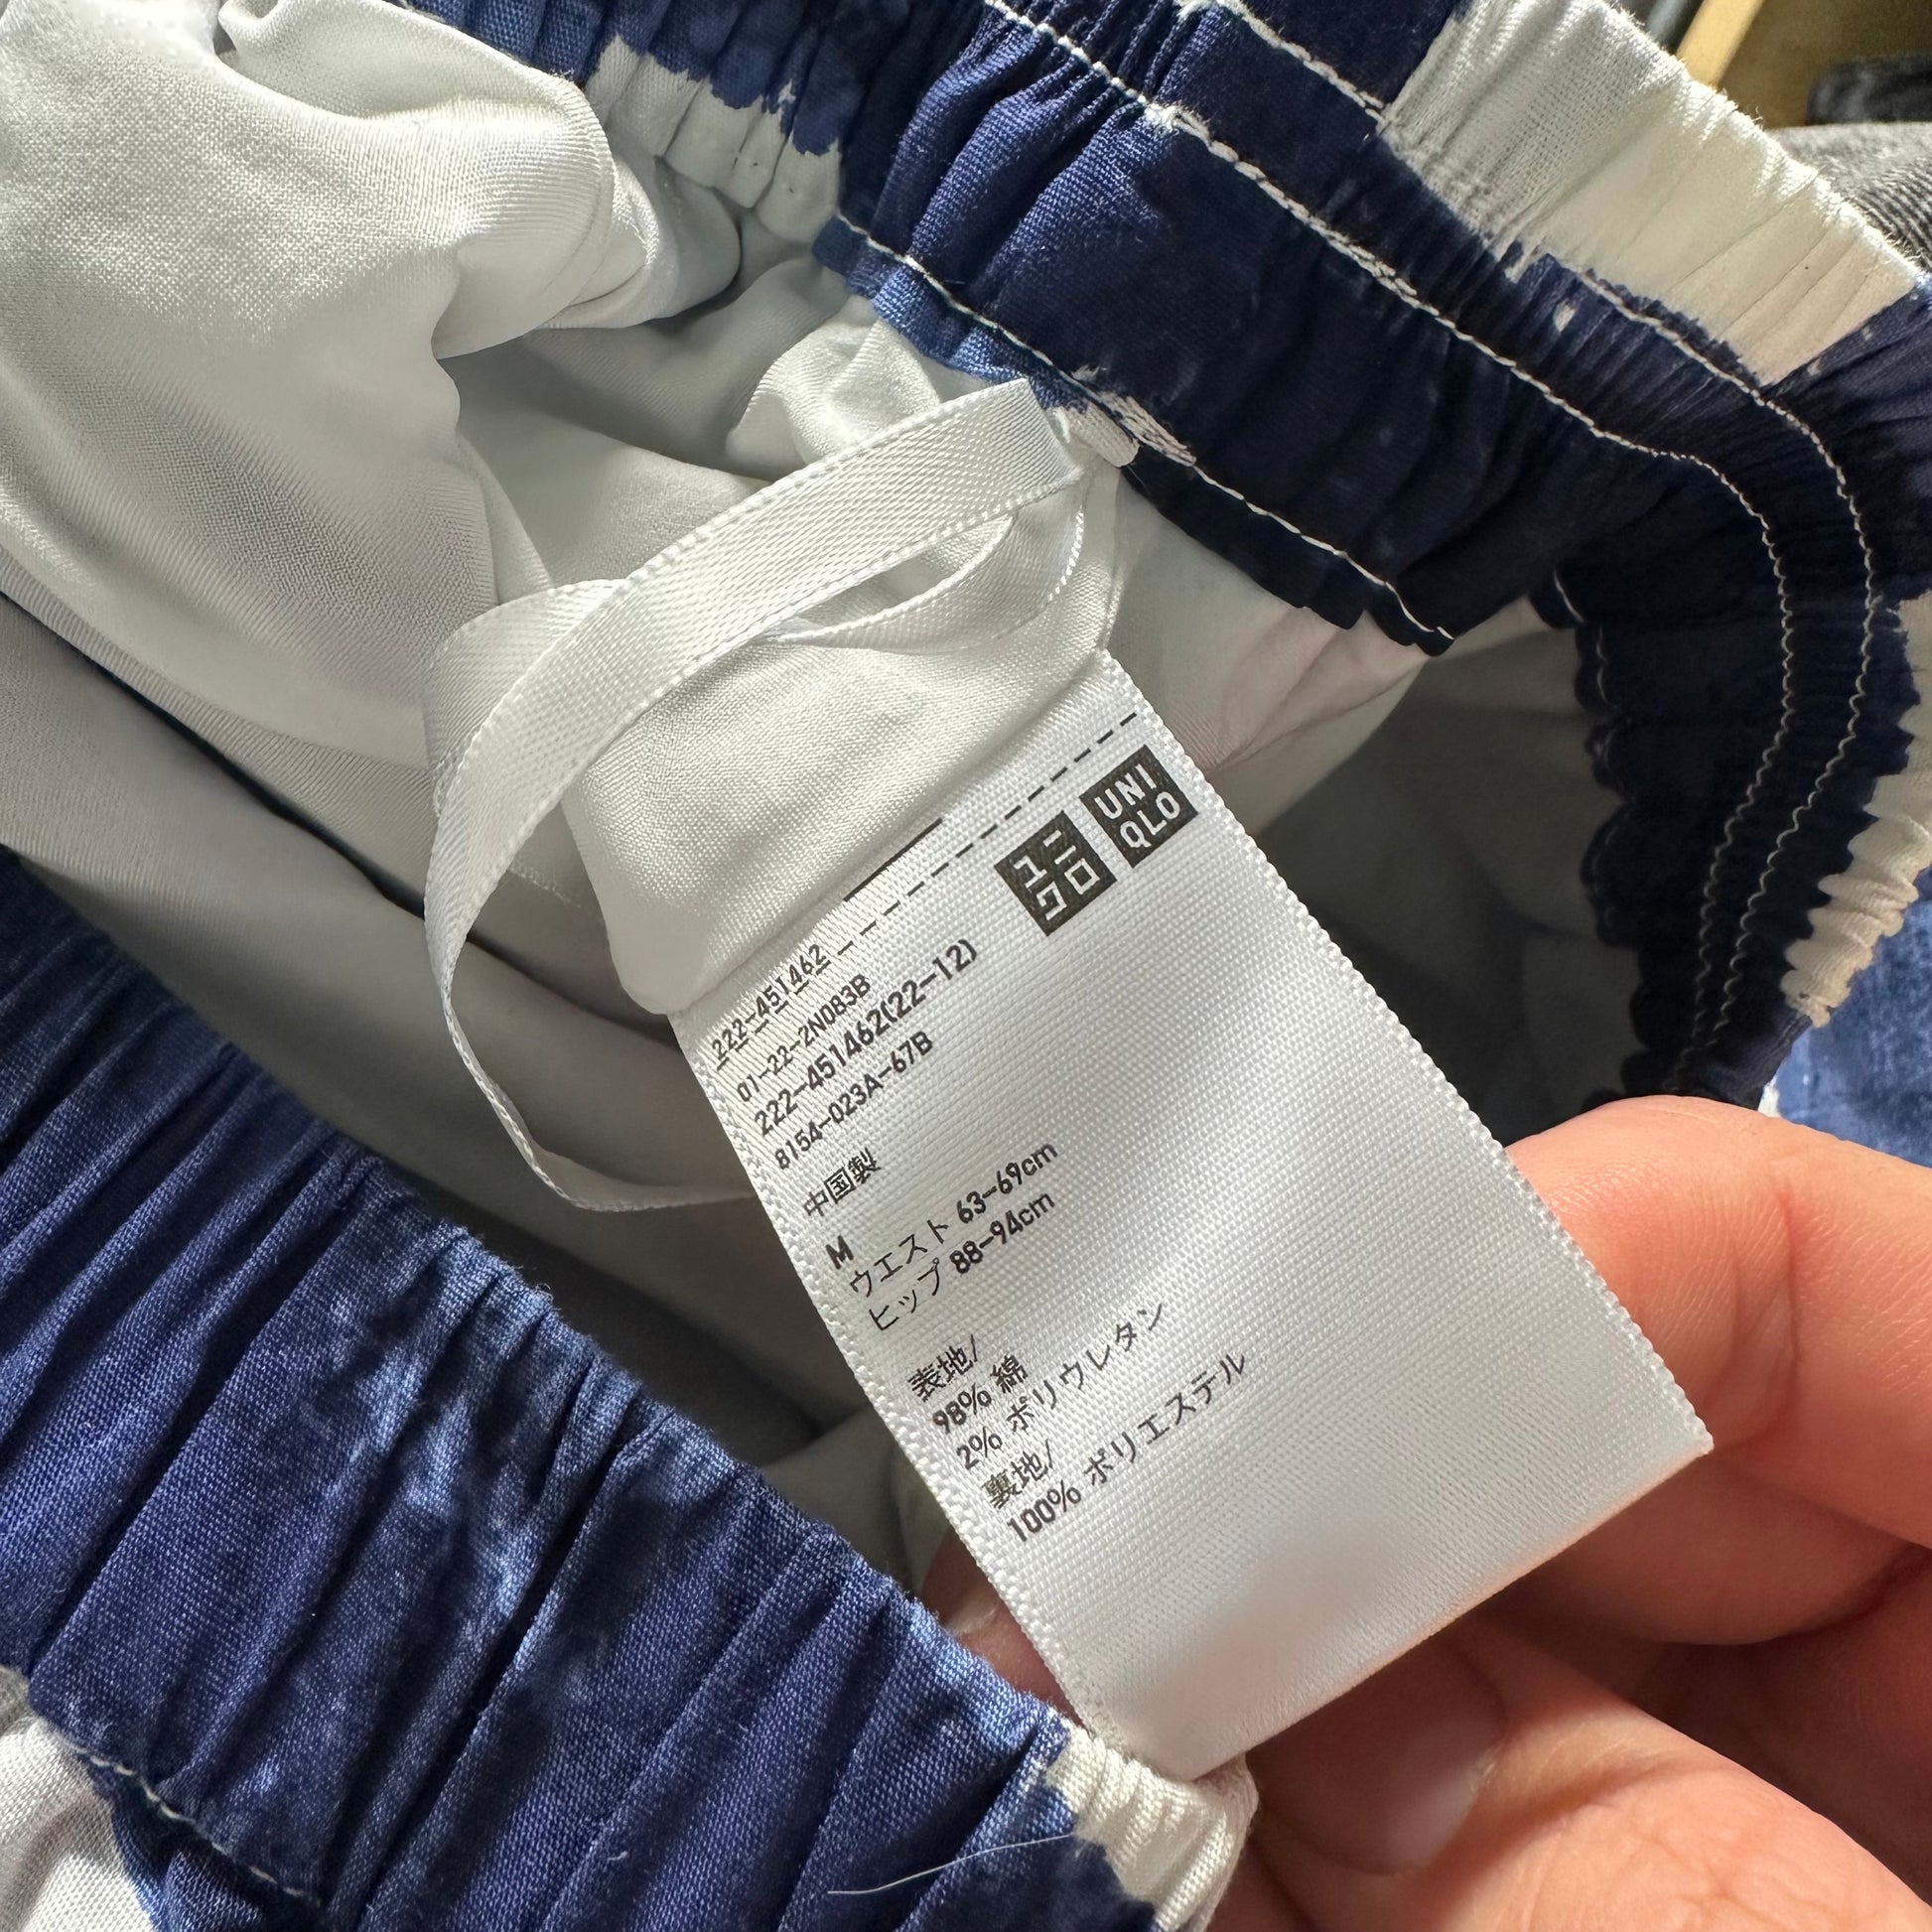 ユニクロ
UNIQLO
222-451462
01-22-2N083B
222-451462(22-12)
8154-023A-67B
中国製
M
ウエスト 63-69cm
ヒップ 88-94cm
表地/
98% 綿
2% ポリウレタン
裏地/
100% ポリエステル